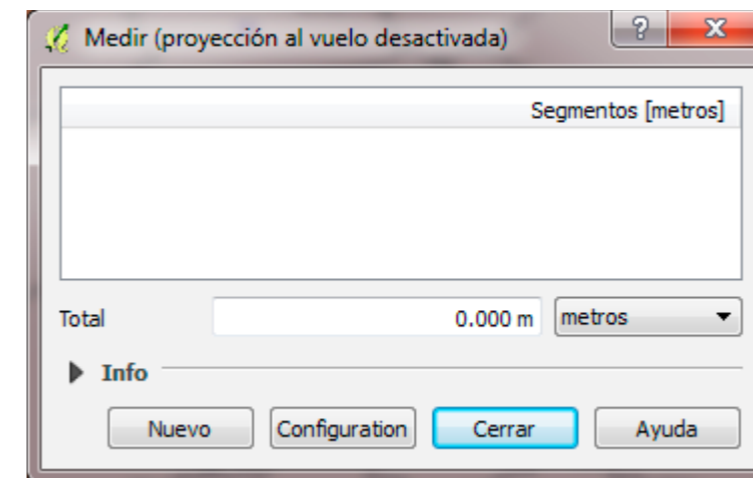 Medir (proyección al vuelo desactivada)
Segmentos [metros]
Total 0.000 m metros
Info
Nuevo Configuration Cerrar Ayuda